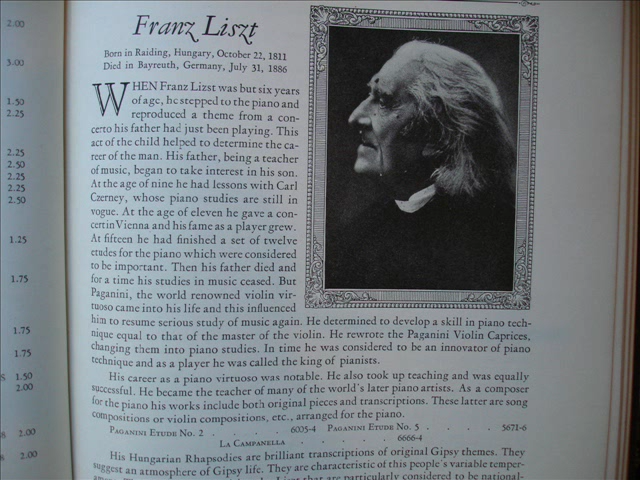 2.00
3.00
1.50
2.25
2.25
2.50
2.25
2.25
2.50
1.25
1.75
1.75
1.75
S 1.50
2.00
8 2.00
8
Franz Liszt
Born in Raiding, Hungary, October 22, 1811
Died in Bayreuth, Germany, July 31, 1886
WHEN Franz Lizst was but six years
of age, he stepped to the piano and
reproduced a theme from a con-
certo his father had just been playing. This
act of the child helped to determine the ca-
reer of the man. His father, being a teacher
of music, began to take interest in his son.
At the age of nine he had lessons with Carl
Czerney, whose piano studies are still in
vogue. At the age of eleven he gave a con-
cert in Vienna and his fame as a player grew.
At fifteen he had finished a set of twelve
etudes for the piano which were considered
to be important. Then his father died and
for a time his studies in music ceased. But
Paganini, the world renowned violin vir-
tuoso came into his life and this influenced
him to resume serious study of music again. He determined to develop a skill in piano tech-
nique equal to that of the master of the violin. He rewrote the Paganini Violin Caprices,
changing them into piano studies. In time he was considered to be an innovator of piano
technique and as a player he was called the king of pianists.
His career as a piano virtuoso was notable. He also took up teaching and was equally
successful. He became the teacher of many of the world's later piano artists. As a composer
for the piano his works include both original pieces and transcriptions. These latter are song
compositions or violin compositions, etc., arranged for the piano.
PAGANINI ETUDE NO. 2 . . . . . . . 6005-4 PAGANINI ETUDE NO. 5 . . . . . . 5671-6
LA CAMPANELLA . . . . . . . 6666-4
His Hungarian Rhapsodies are brilliant transcriptions of original Gipsy themes. They
suggest an atmosphere of Gipsy life. They are characteristic of this people's variable temper-
Liszt that are particularly considered to be national-